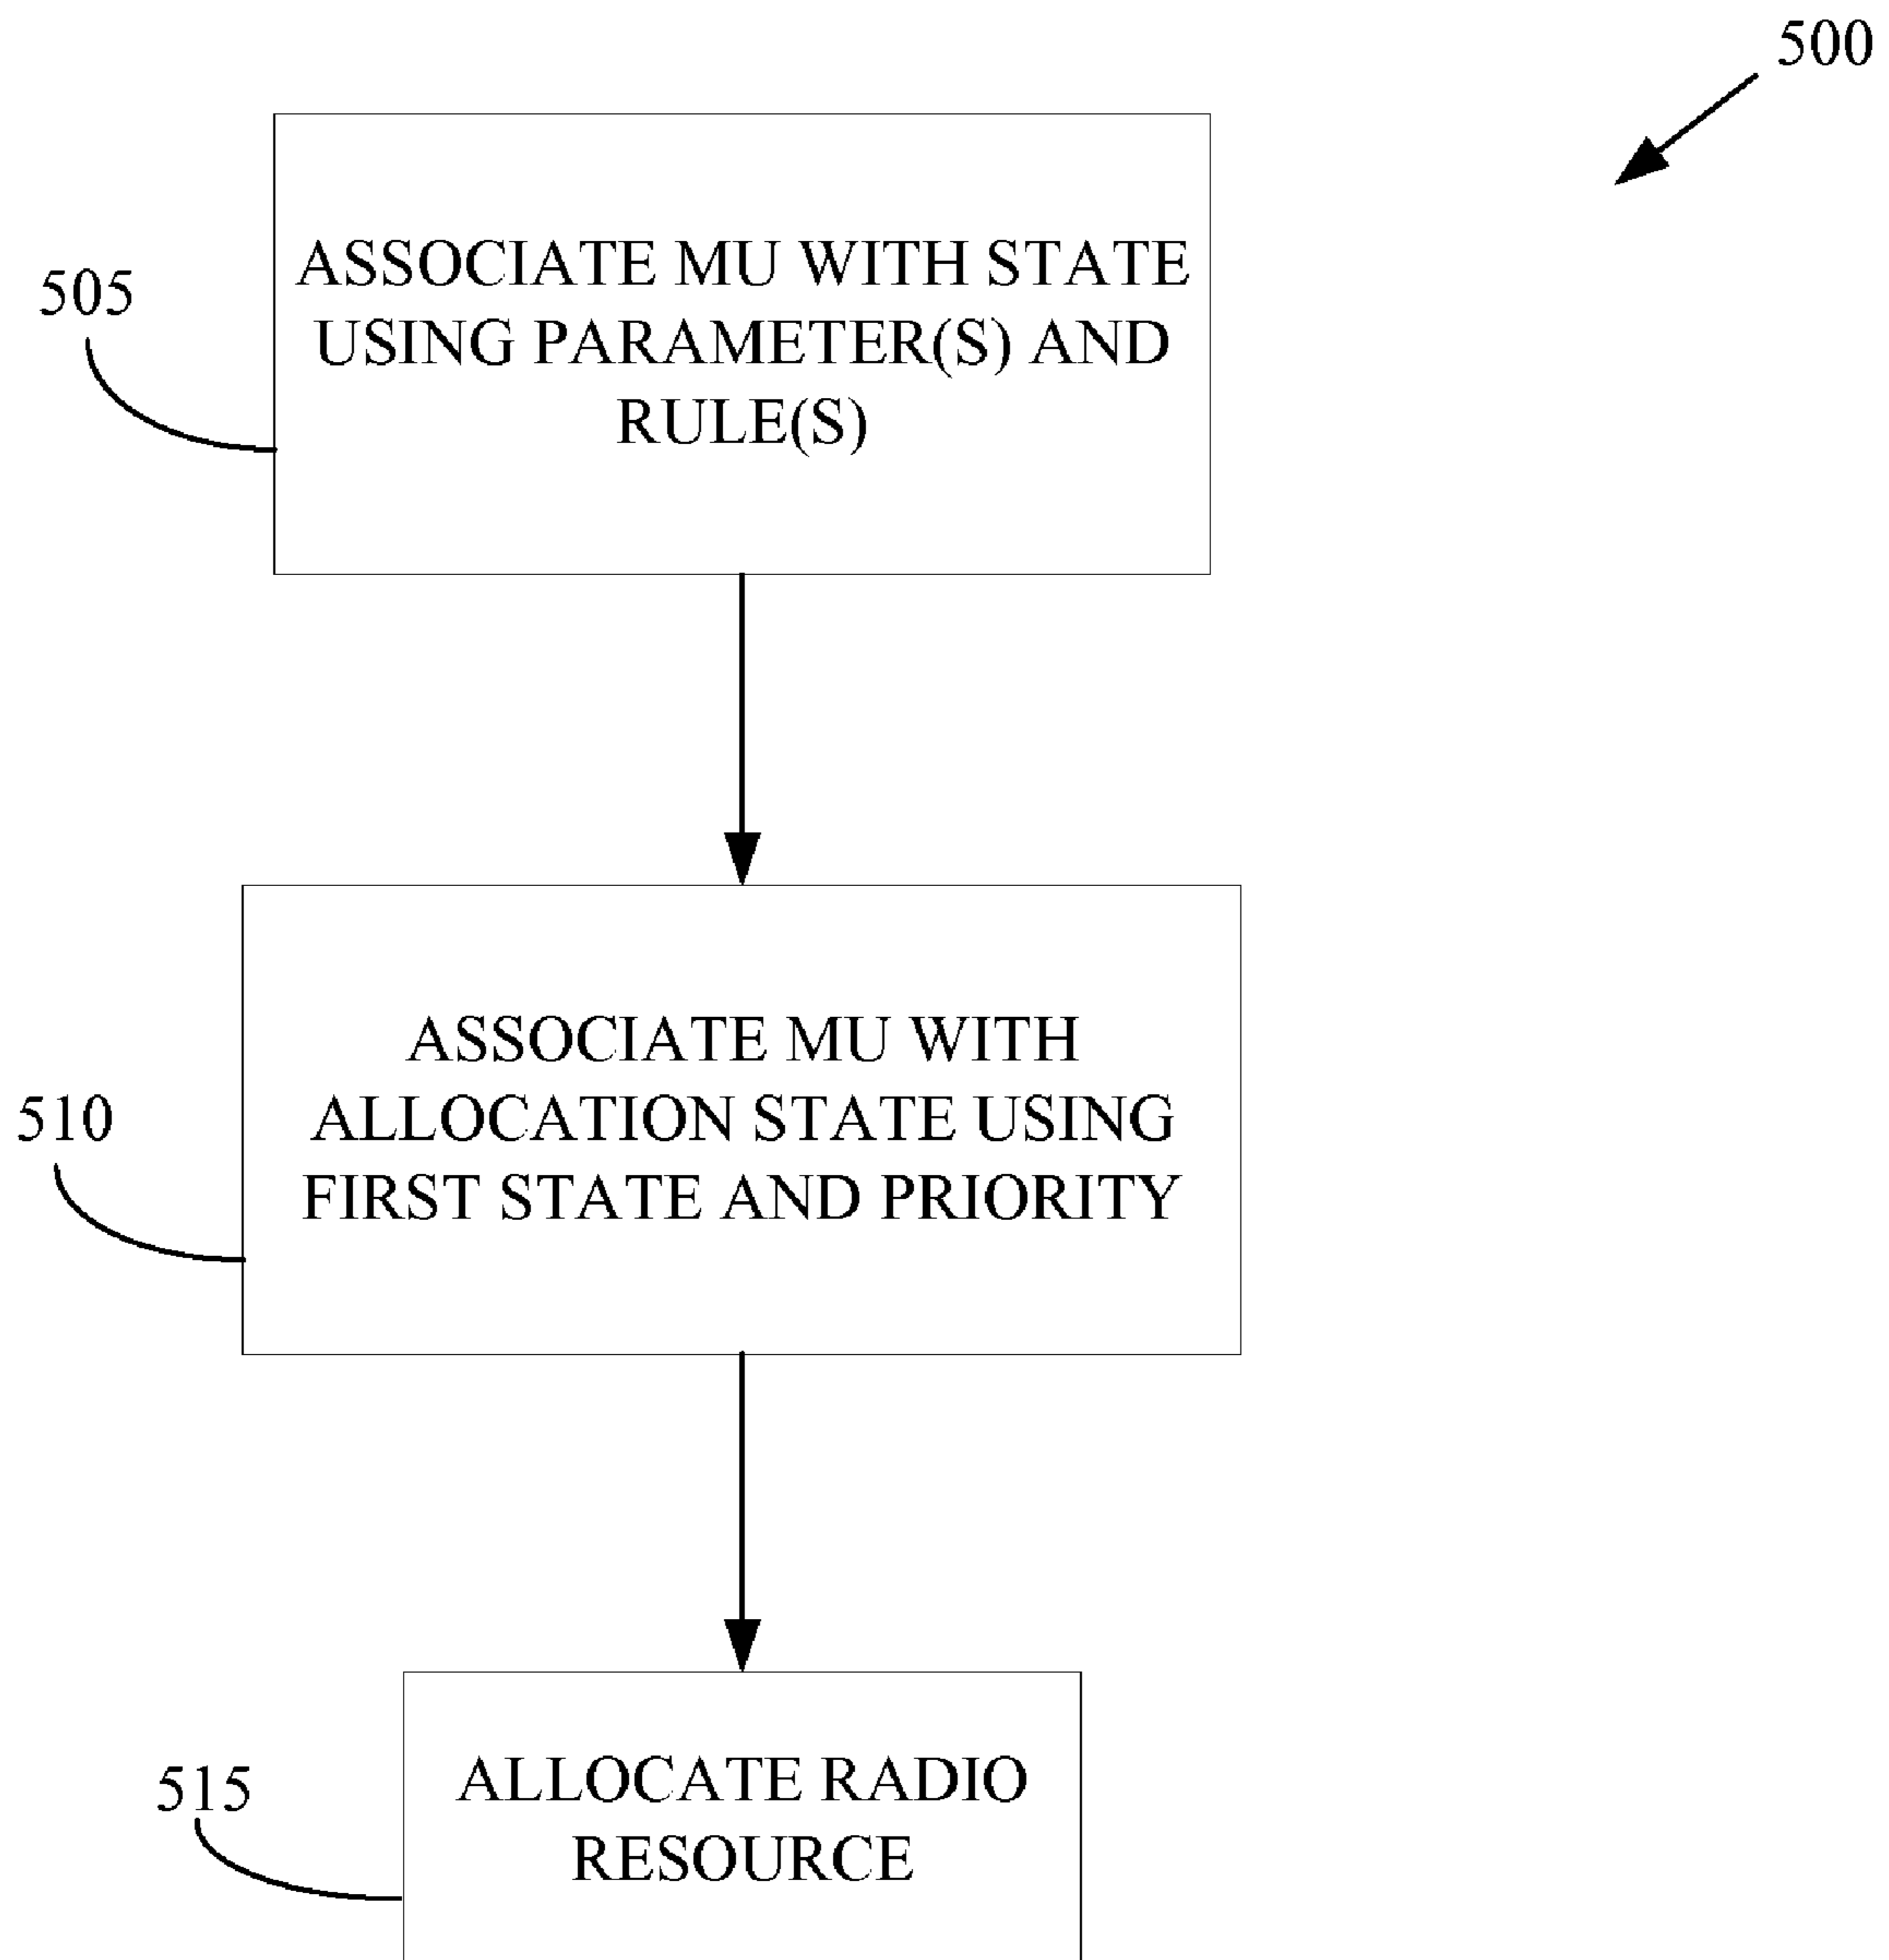 500
505
ASSOCIATE MU WITH STATE
USING PARAMETER(S) AND
RULE(S)
510
ASSOCIATE MU WITH
ALLOCATION STATE USING
FIRST STATE AND PRIORITY
515
ALLOCATE RADIO
RESOURCE